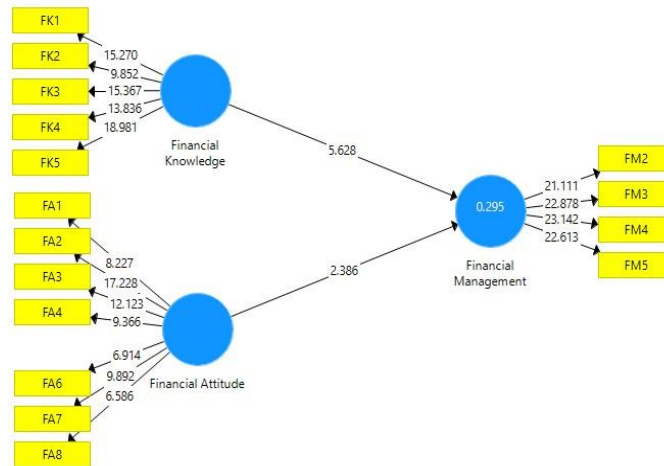 FK1
FK2
FK3
FK4
FK5
15.270
9.852
15.367
13.836
18.981
Financial
Knowledge
5.628
FA1
FA2
FA3
FA4
FA6
FA7
FA8
8.227
17.228
12.123
9.366
6.914
9.892
6.586
Financial Attitude
2.386
0.295
Financial
Management
21.111
22.878
23.142
22.613
FM2
FM3
FM4
FM5